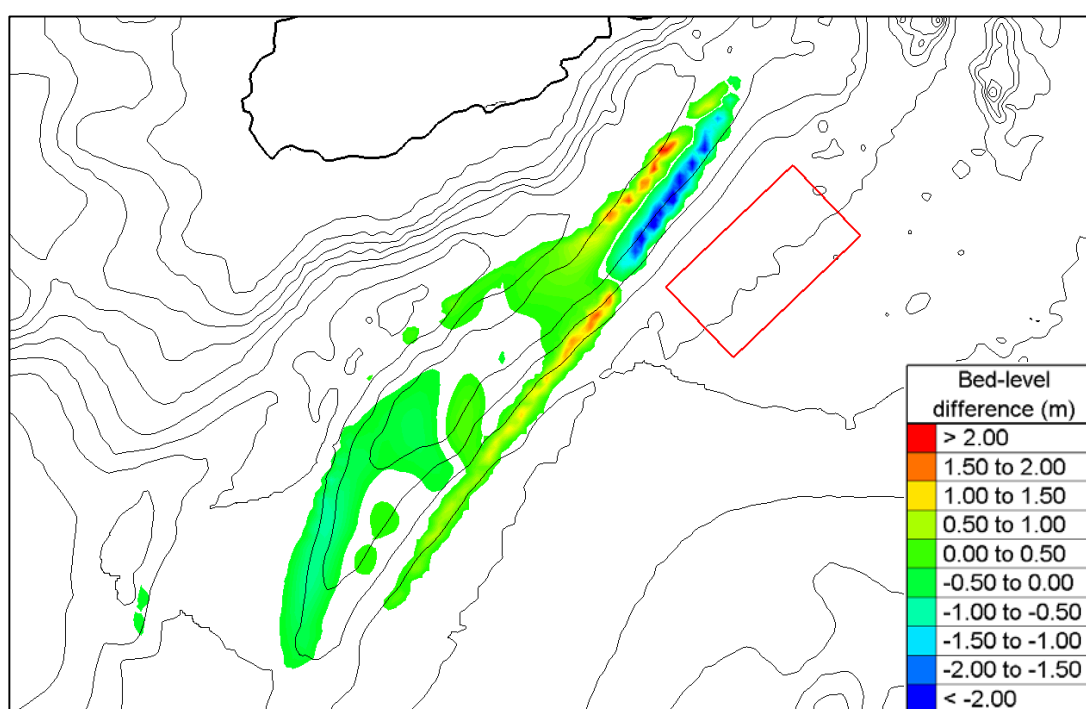 Bed-level
difference (m)
> 2.00
1.50 to 2.00
1.00 to 1.50
0.50 to 1.00
0.00 to 0.50
-0.50 to 0.00
-1.00 to -0.50
-1.50 to -1.00
-2.00 to -1.50
< -2.00